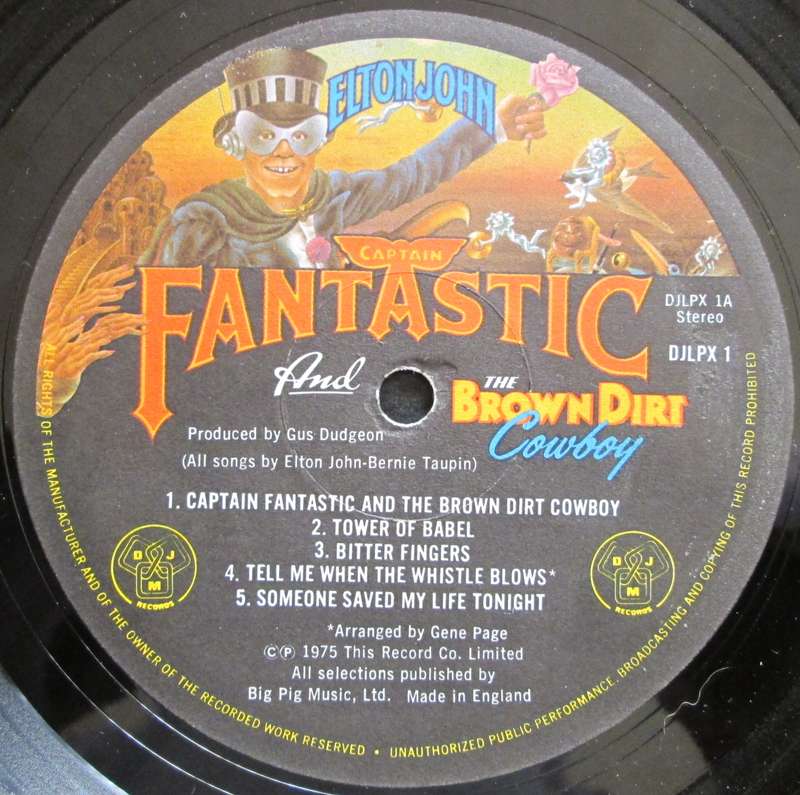 ELTON JOHN
CAPTAIN
FANTASTIC
And
THE
BROWN DIRT
Cowboy
DJLPX 1A
Stereo
DJLPX 1
Produced by Gus Dudgeon
(All songs by Elton John-Bernie Taupin)
1. CAPTAIN FANTASTIC AND THE BROWN DIRT COWBOY
2. TOWER OF BABEL
3. BITTER FINGERS
4. TELL ME WHEN THE WHISTLE BLOWS*
5. SOMEONE SAVED MY LIFE TONIGHT
DJM
RECORDS
DJM
RECORDS
*Arranged by Gene Page
©℗ 1975 This Record Co. Limited
All selections published by
Big Pig Music, Ltd. Made in England
ALL RIGHTS OF THE MANUFACTURER AND OF THE OWNER OF THE RECORDED WORK RESERVED • UNAUTHORIZED PUBLIC PERFORMANCE, BROADCASTING AND COPYING OF THIS RECORD PROHIBITED